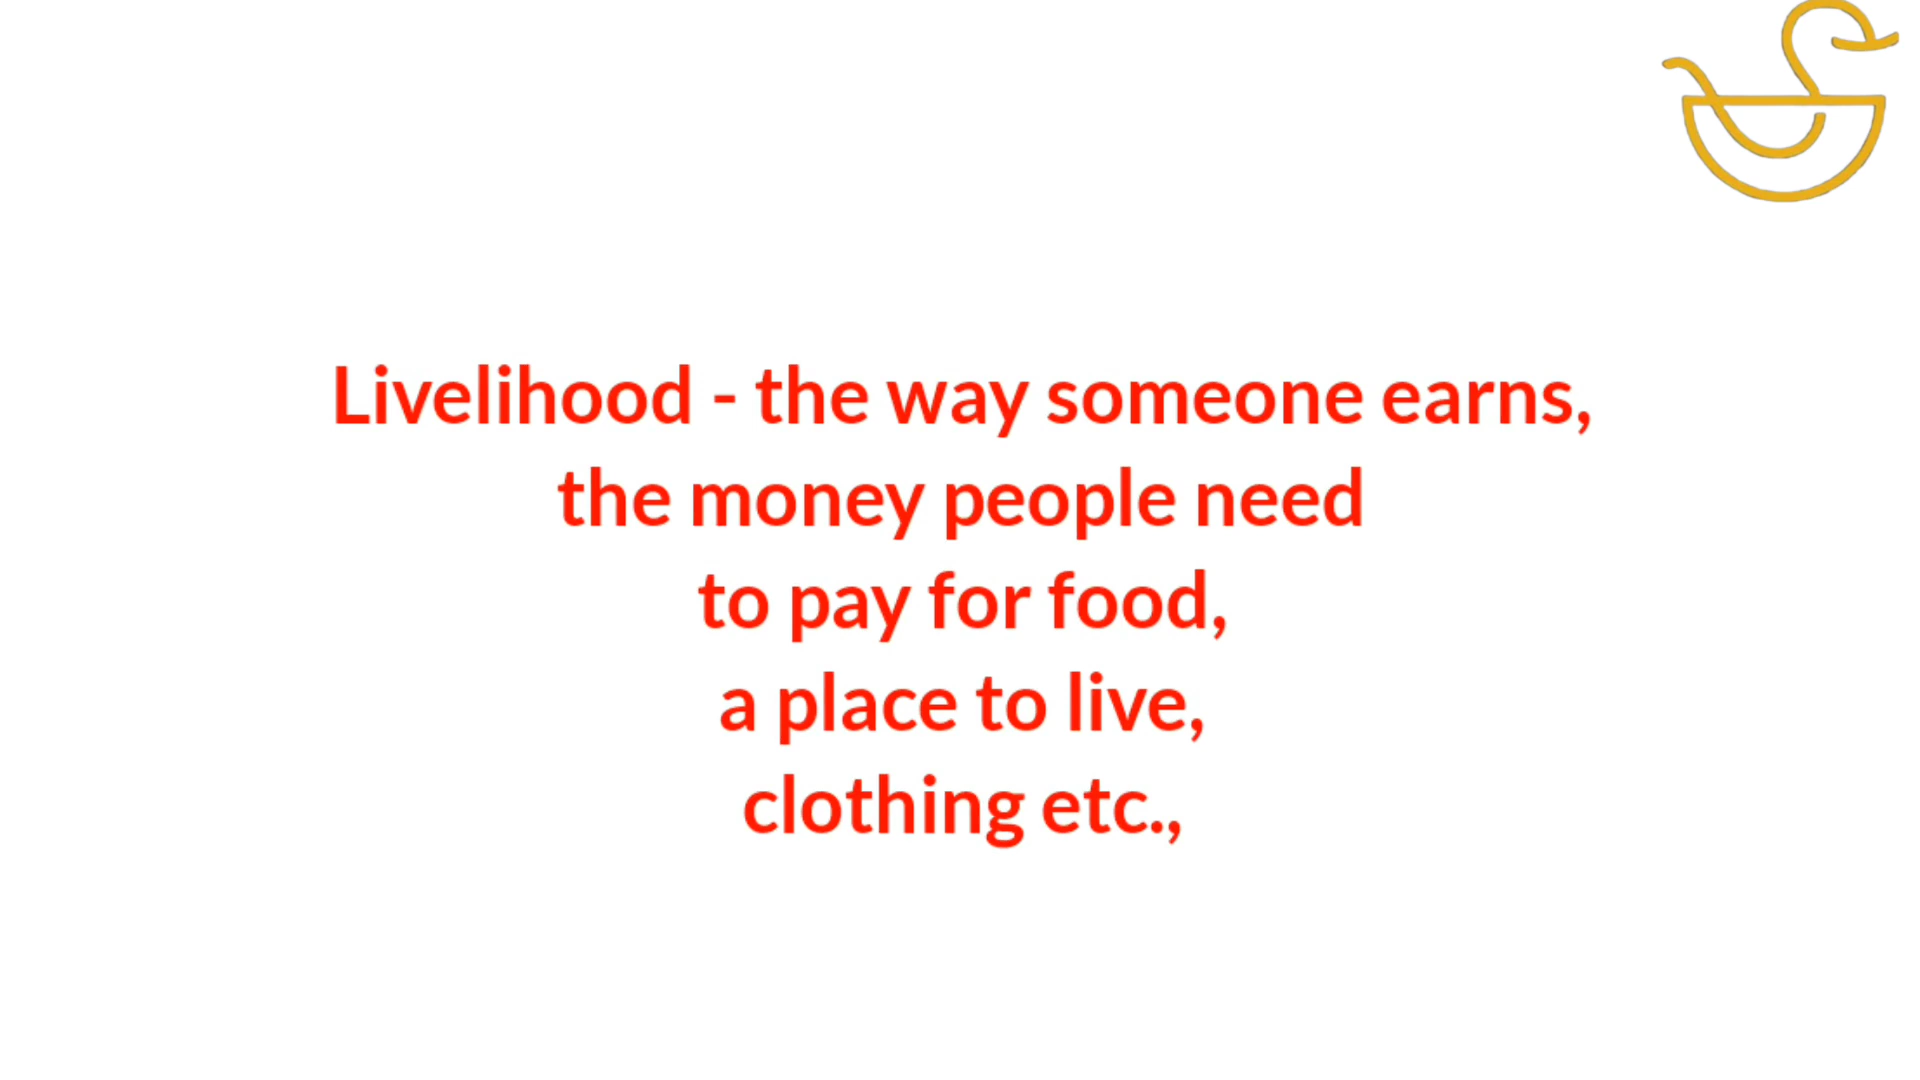 Livelihood - the way someone earns,
the money people need
to pay for food,
a place to live,
clothing etc.,